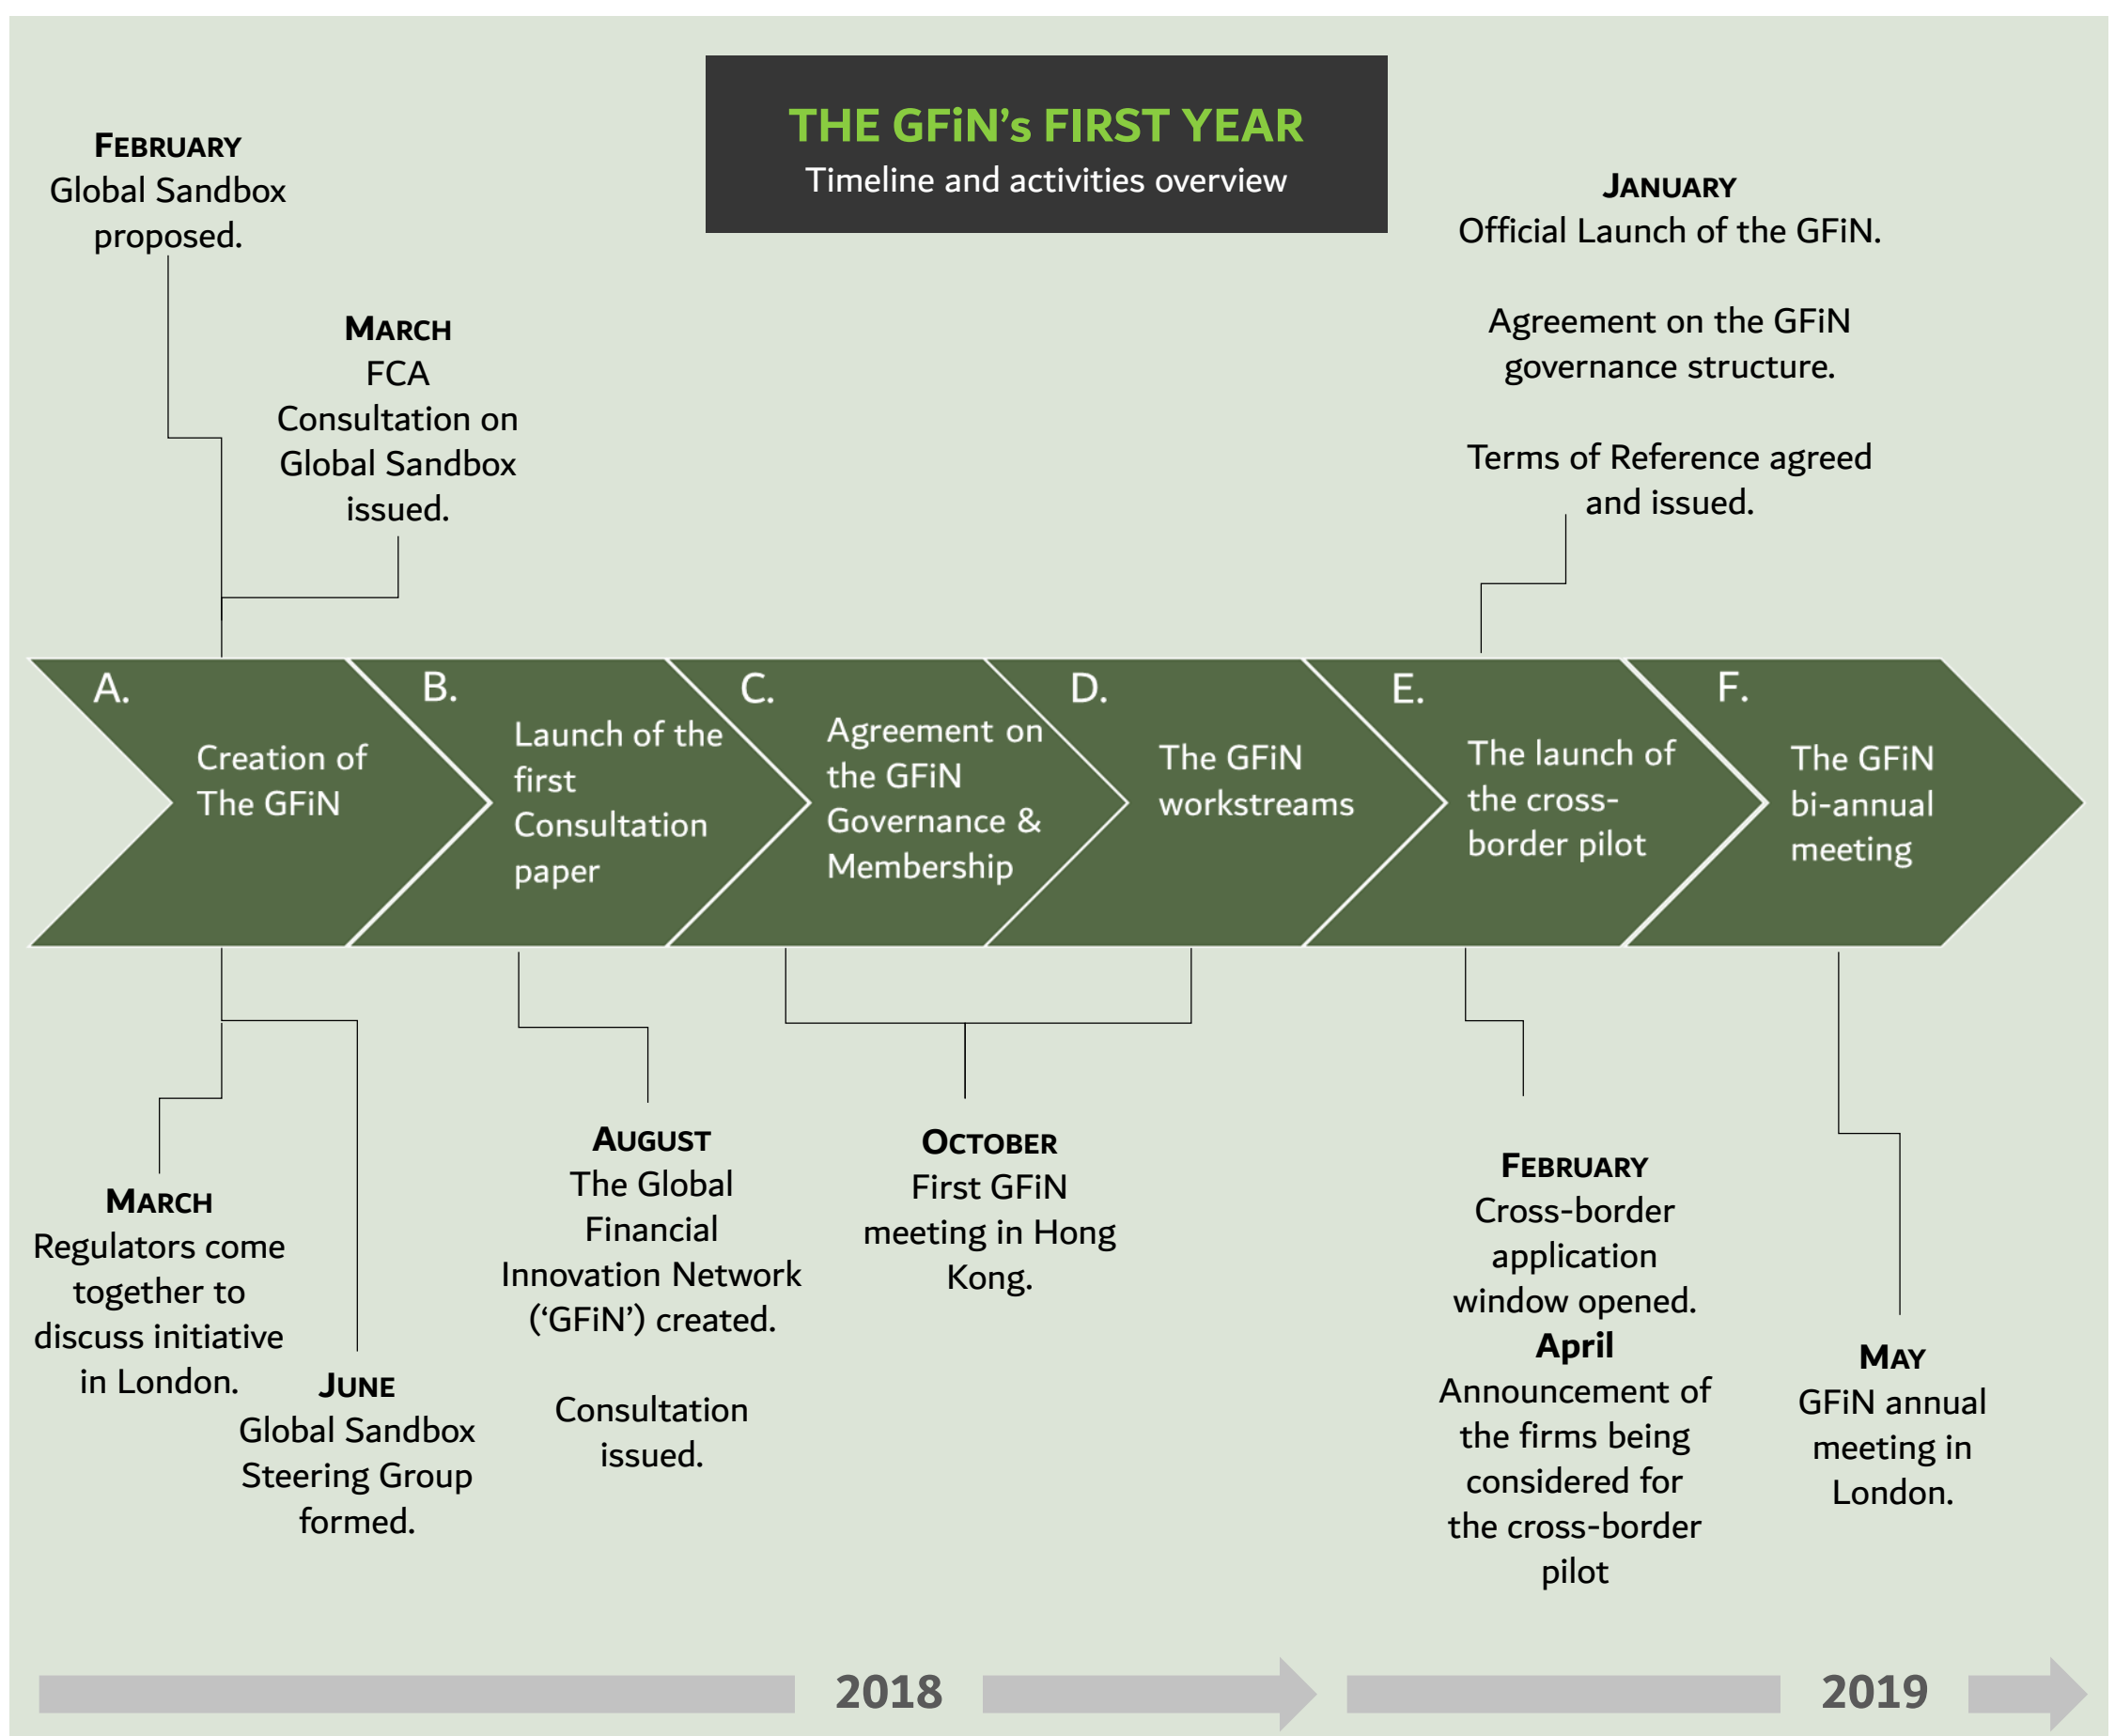 THE GFiN's FIRST YEAR
Timeline and activities overview
FEBRUARY
Global Sandbox
proposed.
MARCH
FCA
Consultation on
Global Sandbox
issued.
JANUARY
Official Launch of the GFiN.
Agreement on the GFiN
governance structure.
Terms of Reference agreed
and issued.
A.
Creation of
The GFiN
B.
Launch of the
first
Consultation
paper
C.
Agreement on
the GFiN
Governance &
Membership
D.
The GFiN
workstreams
E.
The launch of
the cross-
border pilot
F.
The GFiN
bi-annual
meeting
MARCH
Regulators come
together to
discuss initiative
in London.
JUNE
Global Sandbox
Steering Group
formed.
AUGUST
The Global
Financial
Innovation Network
(‘GFiN’) created.
Consultation
issued.
OCTOBER
First GFiN
meeting in Hong
Kong.
FEBRUARY
Cross-border
application
window opened.
April
Announcement of
the firms being
considered for
the cross-border
pilot
MAY
GFiN annual
meeting in
London.
2018
2019